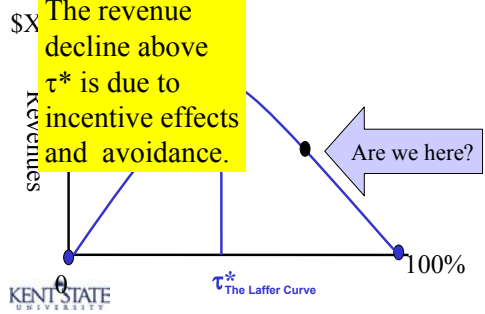 $X
The revenue
decline above
τ* is due to
incentive effects
and avoidance.
Revenues
Are we here?
0
τ*
The Laffer Curve
100%
KENT STATE
UNIVERSITY